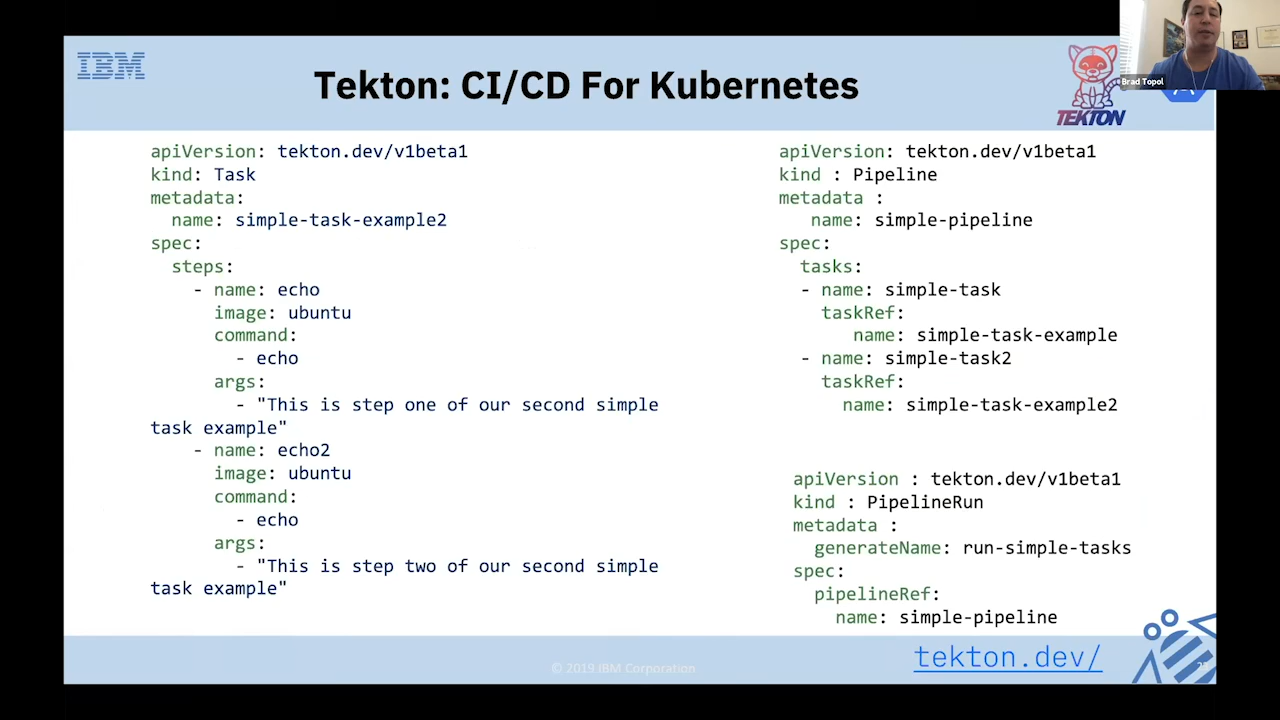 IBM
Tekton: CI/CD For Kubernetes
TEKTON
Brad Topol
apiVersion: tekton.dev/v1beta1
kind: Task
metadata:
  name: simple-task-example2
spec:
  steps:
    - name: echo
      image: ubuntu
      command:
        - echo
      args:
        - "This is step one of our second simple
task example"
    - name: echo2
      image: ubuntu
      command:
        - echo
      args:
        - "This is step two of our second simple
task example"
apiVersion: tekton.dev/v1beta1
kind : Pipeline
metadata :
   name: simple-pipeline
spec:
  tasks:
  - name: simple-task
    taskRef:
       name: simple-task-example
  - name: simple-task2
    taskRef:
      name: simple-task-example2
apiVersion : tekton.dev/v1beta1
kind : PipelineRun
metadata :
  generateName: run-simple-tasks
spec:
  pipelineRef:
    name: simple-pipeline
© 2019 IBM Corporation
tekton.dev/